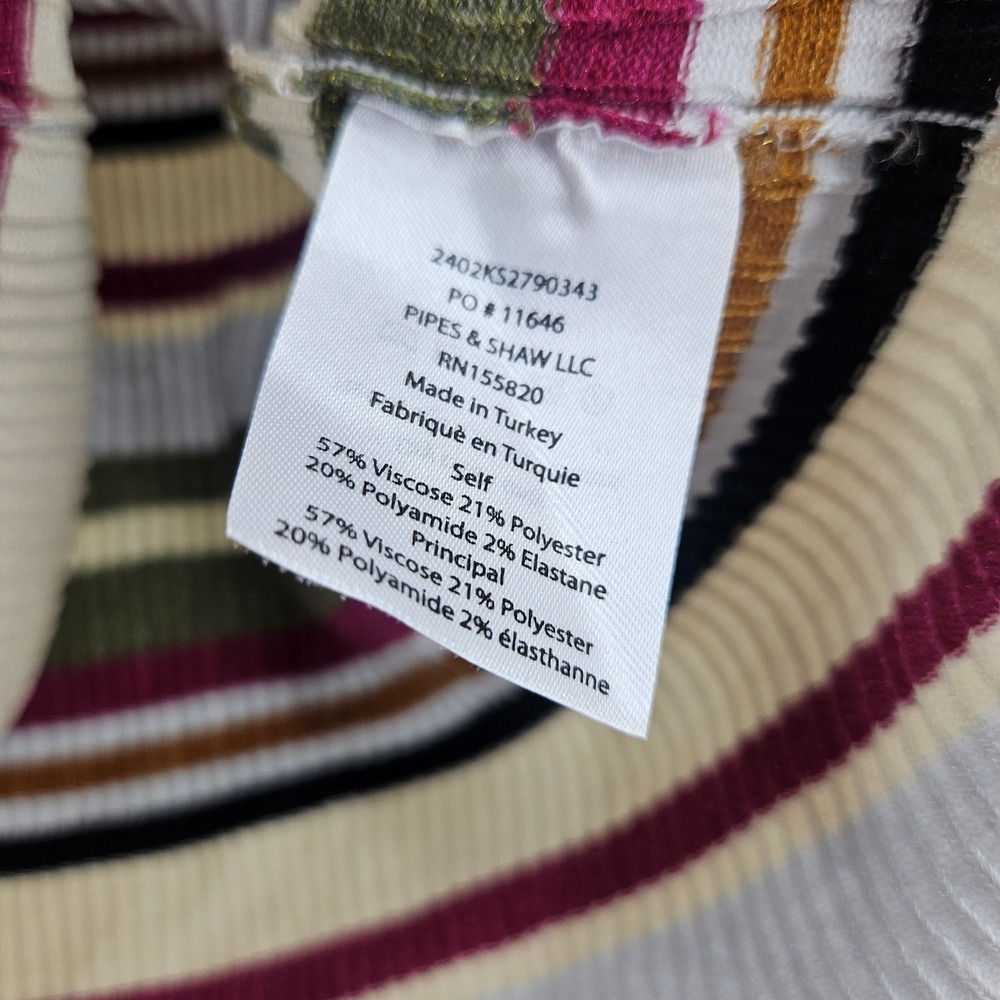 2402KS2790343
PO # 11646
PIPES & SHAW LLC
RN155820
Made in Turkey
Fabriquè en Turquie
Self
57% Viscose 21% Polyester
20% Polyamide 2% Elastane
Principal
57% Viscose 21% Polyester
20% Polyamide 2% élasthanne